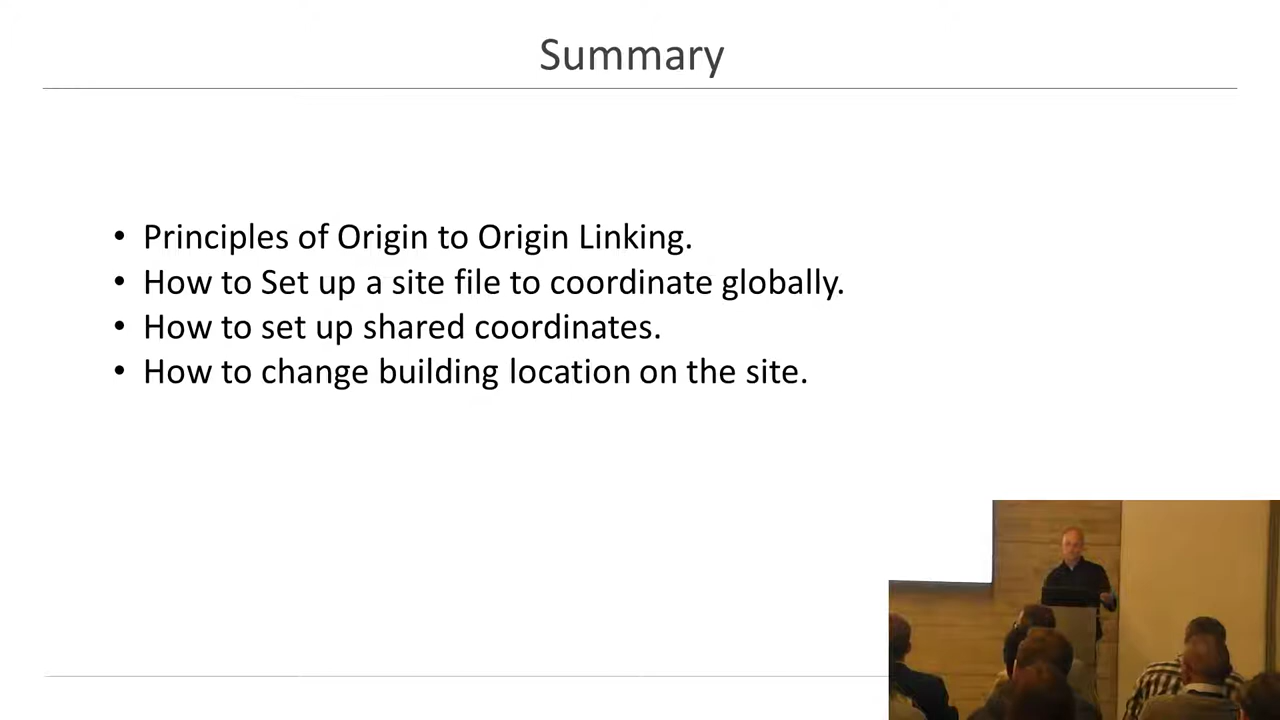 Summary
• Principles of Origin to Origin Linking.
• How to Set up a site file to coordinate globally.
• How to set up shared coordinates.
• How to change building location on the site.